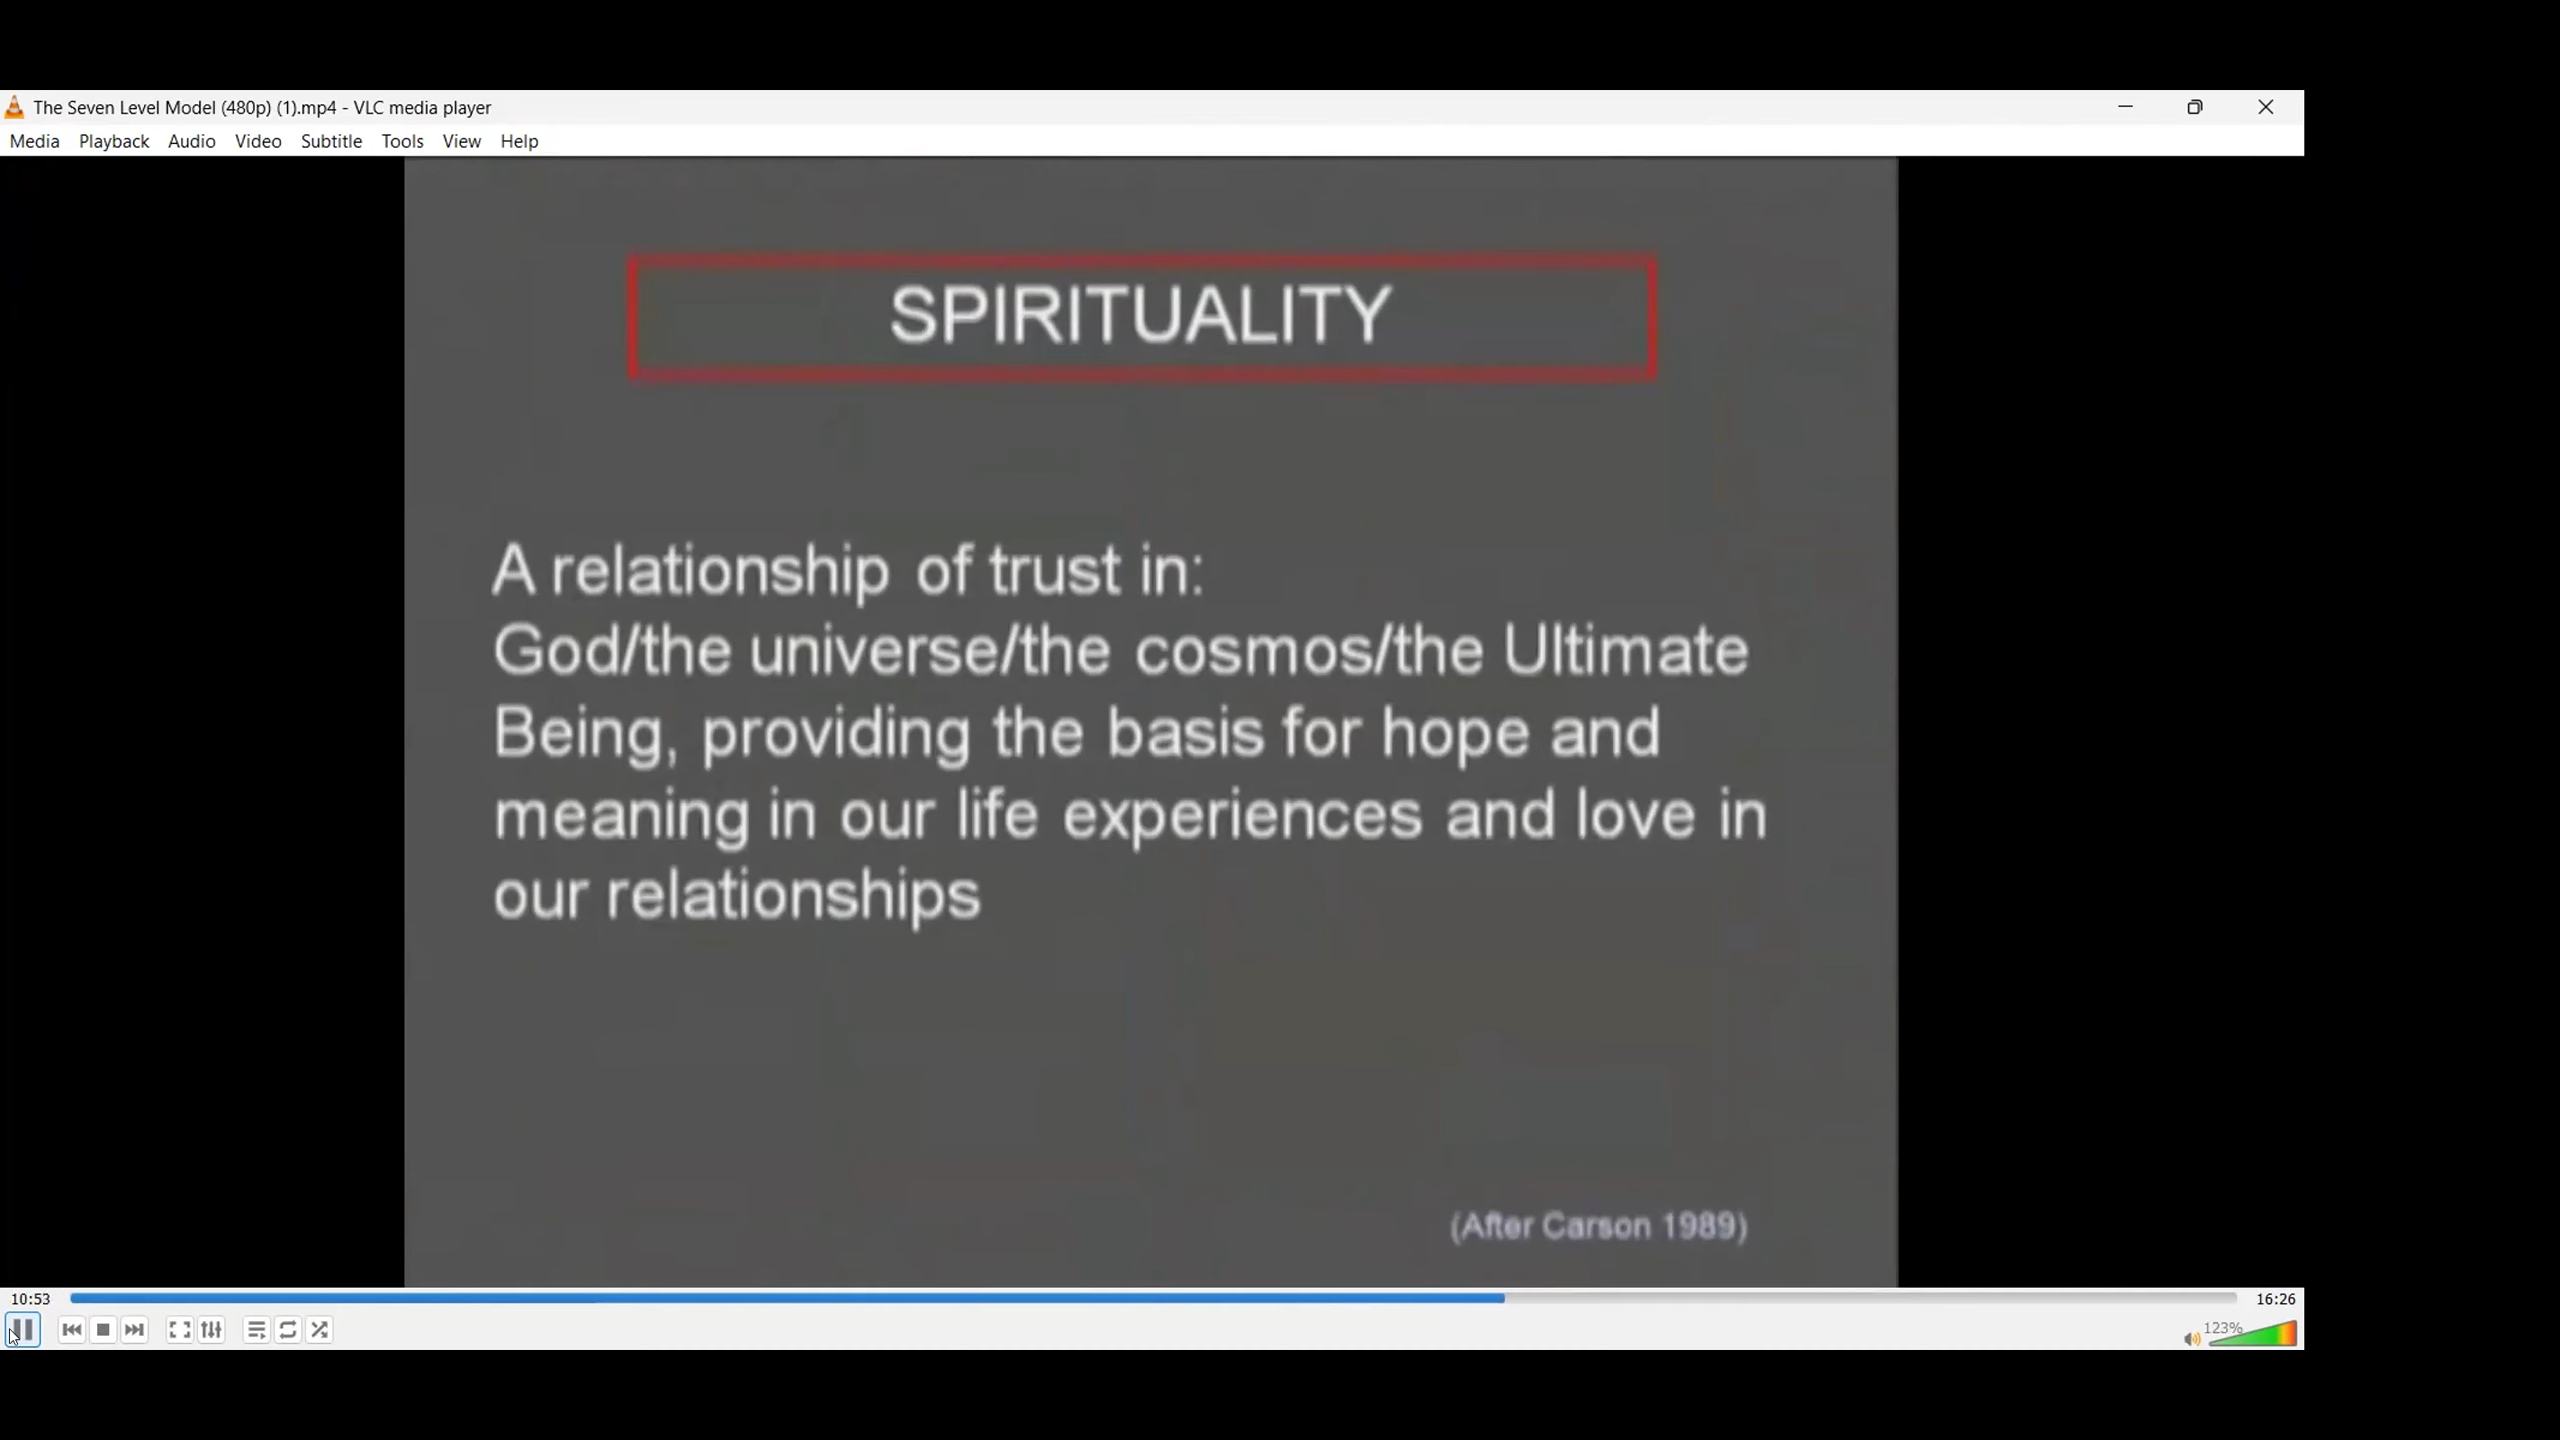 The Seven Level Model (480p) (1).mp4 - VLC media player
Media Playback Audio Video Subtitle Tools View Help
SPIRITUALITY
A relationship of trust in:
God/the universe/the cosmos/the Ultimate
Being, providing the basis for hope and
meaning in our life experiences and love in
our relationships
(After Carson 1989)
10:53 16:26
123%